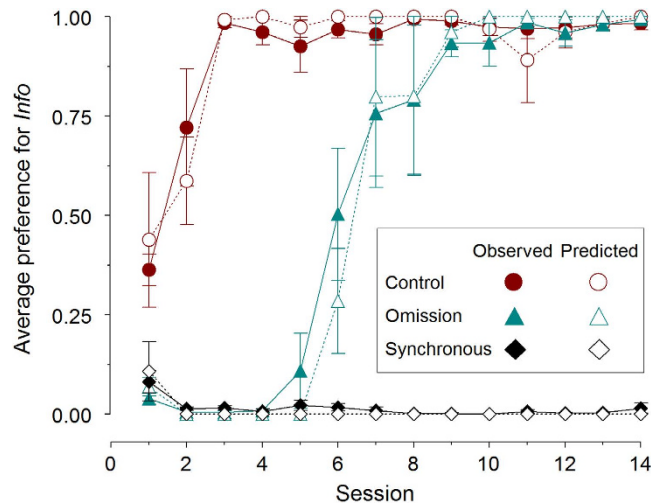 Average preference for Info
1.00
0.75
0.50
0.25
0.00
0 2 4 6 8 10 12 14
Session
Observed Predicted
Control
Omission
Synchronous